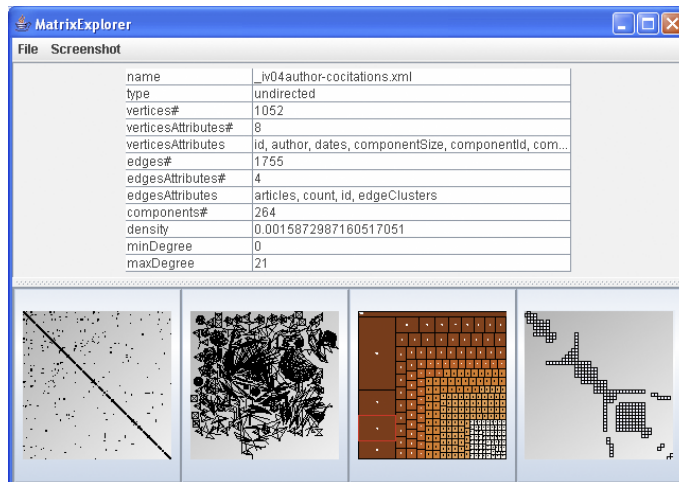 MatrixExplorer
File Screenshot
name _iv04author-cocitations.xml
type undirected
vertices# 1052
verticesAttributes# 8
verticesAttributes id, author, dates, componentSize, componentId, com...
edges# 1755
edgesAttributes# 4
edgesAttributes articles, count, id, edgeClusters
components# 264
density 0.0015872987160517051
minDegree 0
maxDegree 21